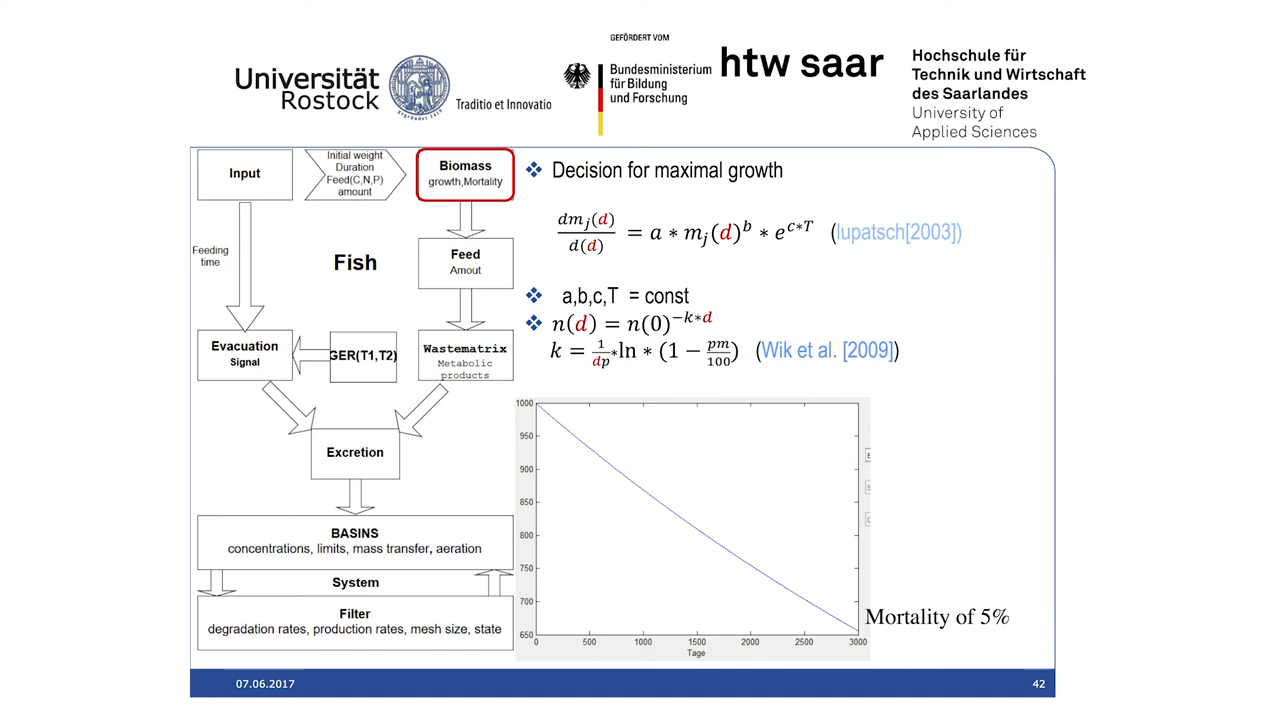 GEFÖRDERT VOM
Universität
Rostock
Traditio et Innovatio
Bundesministerium
für Bildung
und Forschung
htw saar
Hochschule für
Technik und Wirtschaft
des Saarlandes
University of
Applied Sciences
Input
Initial weight
Duration
Feed(C,N,P)
amount
Biomass
growth,Mortality
Feeding
time
Fish
Feed
Amout
Evacuation
Signal
GER(T1,T2)
Wastematrix
Metabolic
products
Excretion
BASINS
concentrations, limits, mass transfer, aeration
System
Filter
degradation rates, production rates, mesh size, state
❖ Decision for maximal growth
dm_j(d)/d(d) = a * m_j(d)^b * e^{c*T} (lupatsch[2003])
❖ a,b,c,T = const
❖ n(d) = n(0)^{−k*d}
k = 1/dp * ln * (1 − pm/100) (Wik et al. [2009])
1000
950
900
850
800
750
700
650
0 500 1000 1500 2000 2500 3000
Tage
Mortality of 5%
07.06.2017
42